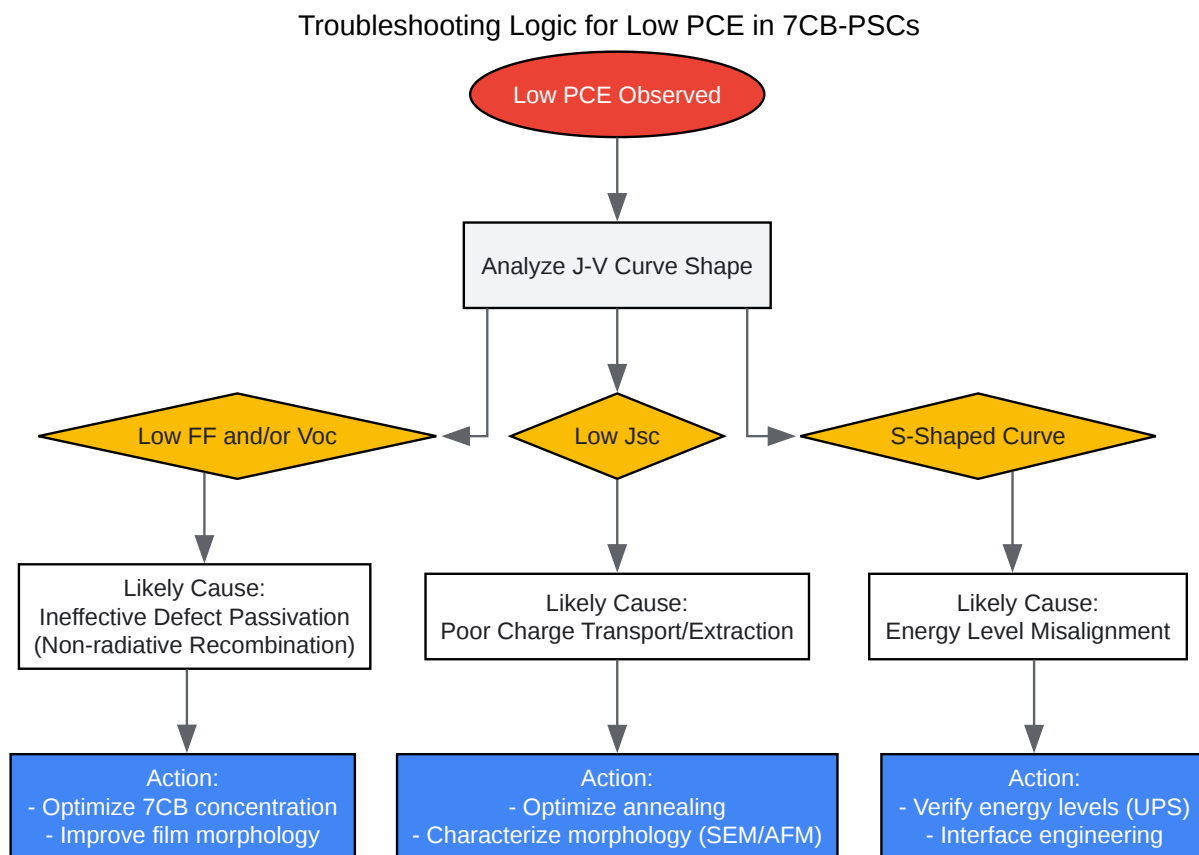 Troubleshooting Logic for Low PCE in 7CB-PSCs
Low PCE Observed
Analyze J-V Curve Shape
Low FF and/or Voc
Low Jsc
S-Shaped Curve
Likely Cause:
Ineffective Defect Passivation
(Non-radiative Recombination)
Likely Cause:
Poor Charge Transport/Extraction
Likely Cause:
Energy Level Misalignment
Action:
- Optimize 7CB concentration
- Improve film morphology
Action:
- Optimize annealing
- Characterize morphology (SEM/AFM)
Action:
- Verify energy levels (UPS)
- Interface engineering